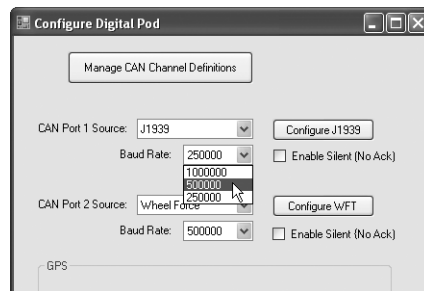 Configure Digital Pod
Manage CAN Channel Definitions
CAN Port 1 Source: J1939 Configure J1939
Baud Rate: 250000 Enable Silent (No Ack)
1000000
500000
250000
CAN Port 2 Source: Wheel Force Configure WFT
Baud Rate: 500000 Enable Silent (No Ack)
GPS